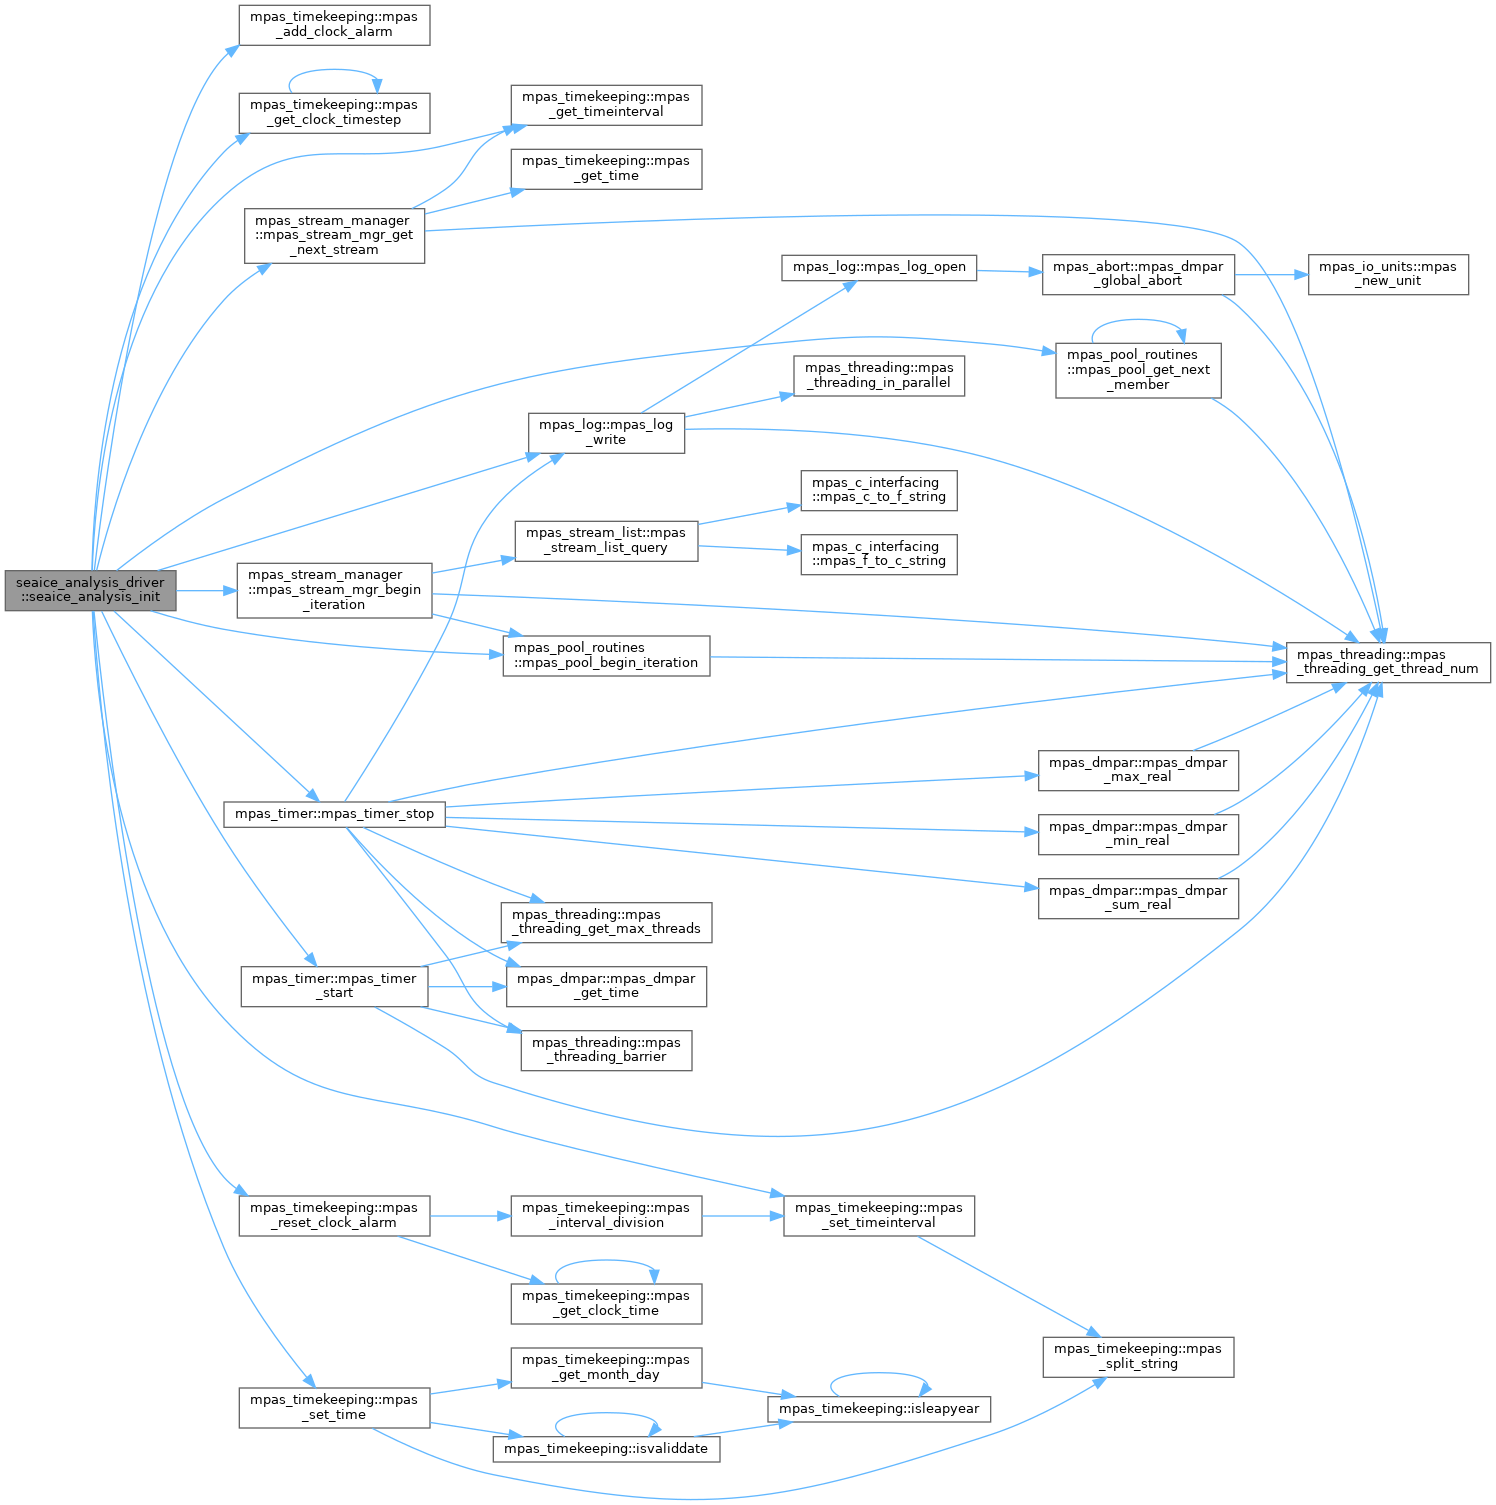 mpas_timekeeping::mpas
_add_clock_alarm
mpas_timekeeping::mpas
_get_clock_timestep
mpas_timekeeping::mpas
_get_timeinterval
mpas_timekeeping::mpas
_get_time
mpas_stream_manager
::mpas_stream_mgr_get
_next_stream
mpas_log::mpas_log_open
mpas_abort::mpas_dmpar
_global_abort
mpas_io_units::mpas
_new_unit
mpas_pool_routines
::mpas_pool_get_next
_member
mpas_threading::mpas
_threading_in_parallel
mpas_log::mpas_log
_write
mpas_c_interfacing
::mpas_c_to_f_string
mpas_stream_list::mpas
_stream_list_query
mpas_c_interfacing
::mpas_f_to_c_string
seaice_analysis_driver
::seaice_analysis_init
mpas_stream_manager
::mpas_stream_mgr_begin
_iteration
mpas_pool_routines
::mpas_pool_begin_iteration
mpas_threading::mpas
_threading_get_thread_num
mpas_dmpar::mpas_dmpar
_max_real
mpas_timer::mpas_timer_stop
mpas_dmpar::mpas_dmpar
_min_real
mpas_dmpar::mpas_dmpar
_sum_real
mpas_threading::mpas
_threading_get_max_threads
mpas_timer::mpas_timer
_start
mpas_dmpar::mpas_dmpar
_get_time
mpas_threading::mpas
_threading_barrier
mpas_timekeeping::mpas
_reset_clock_alarm
mpas_timekeeping::mpas
_interval_division
mpas_timekeeping::mpas
_set_timeinterval
mpas_timekeeping::mpas
_get_clock_time
mpas_timekeeping::mpas
_split_string
mpas_timekeeping::mpas
_get_month_day
mpas_timekeeping::mpas
_set_time
mpas_timekeeping::isleapyear
mpas_timekeeping::isvaliddate